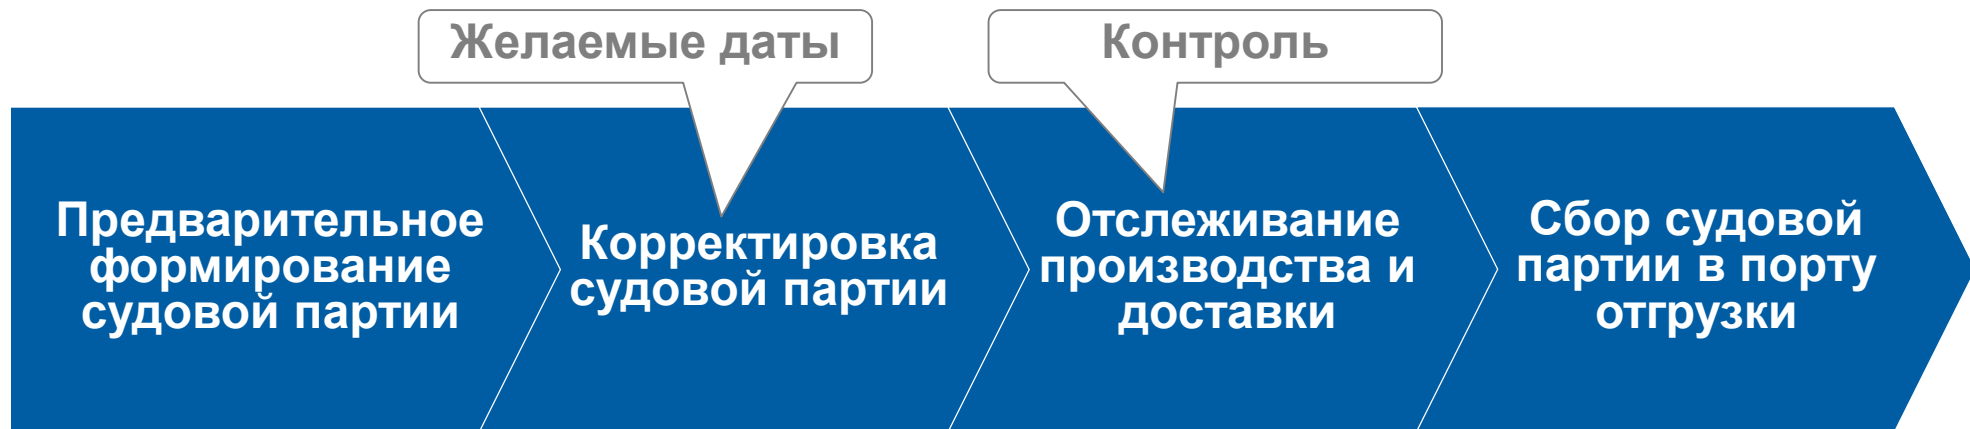 Желаемые даты
Контроль
Предварительное
формирование
судовой партии
Корректировка
судовой партии
Отслеживание
производства и
доставки
Сбор судовой
партии в порту
отгрузки